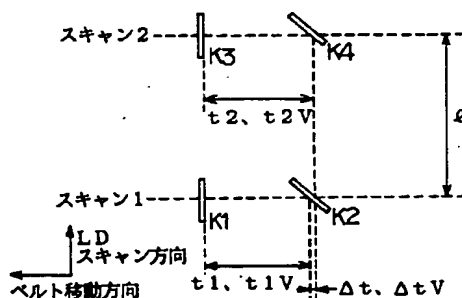 スキャン2
K3
K4
t2、t2V
ℓ
スキャン1
K1
K2
LD
スキャン方向
t1、t1V
Δt、ΔtV
ベルト移動方向